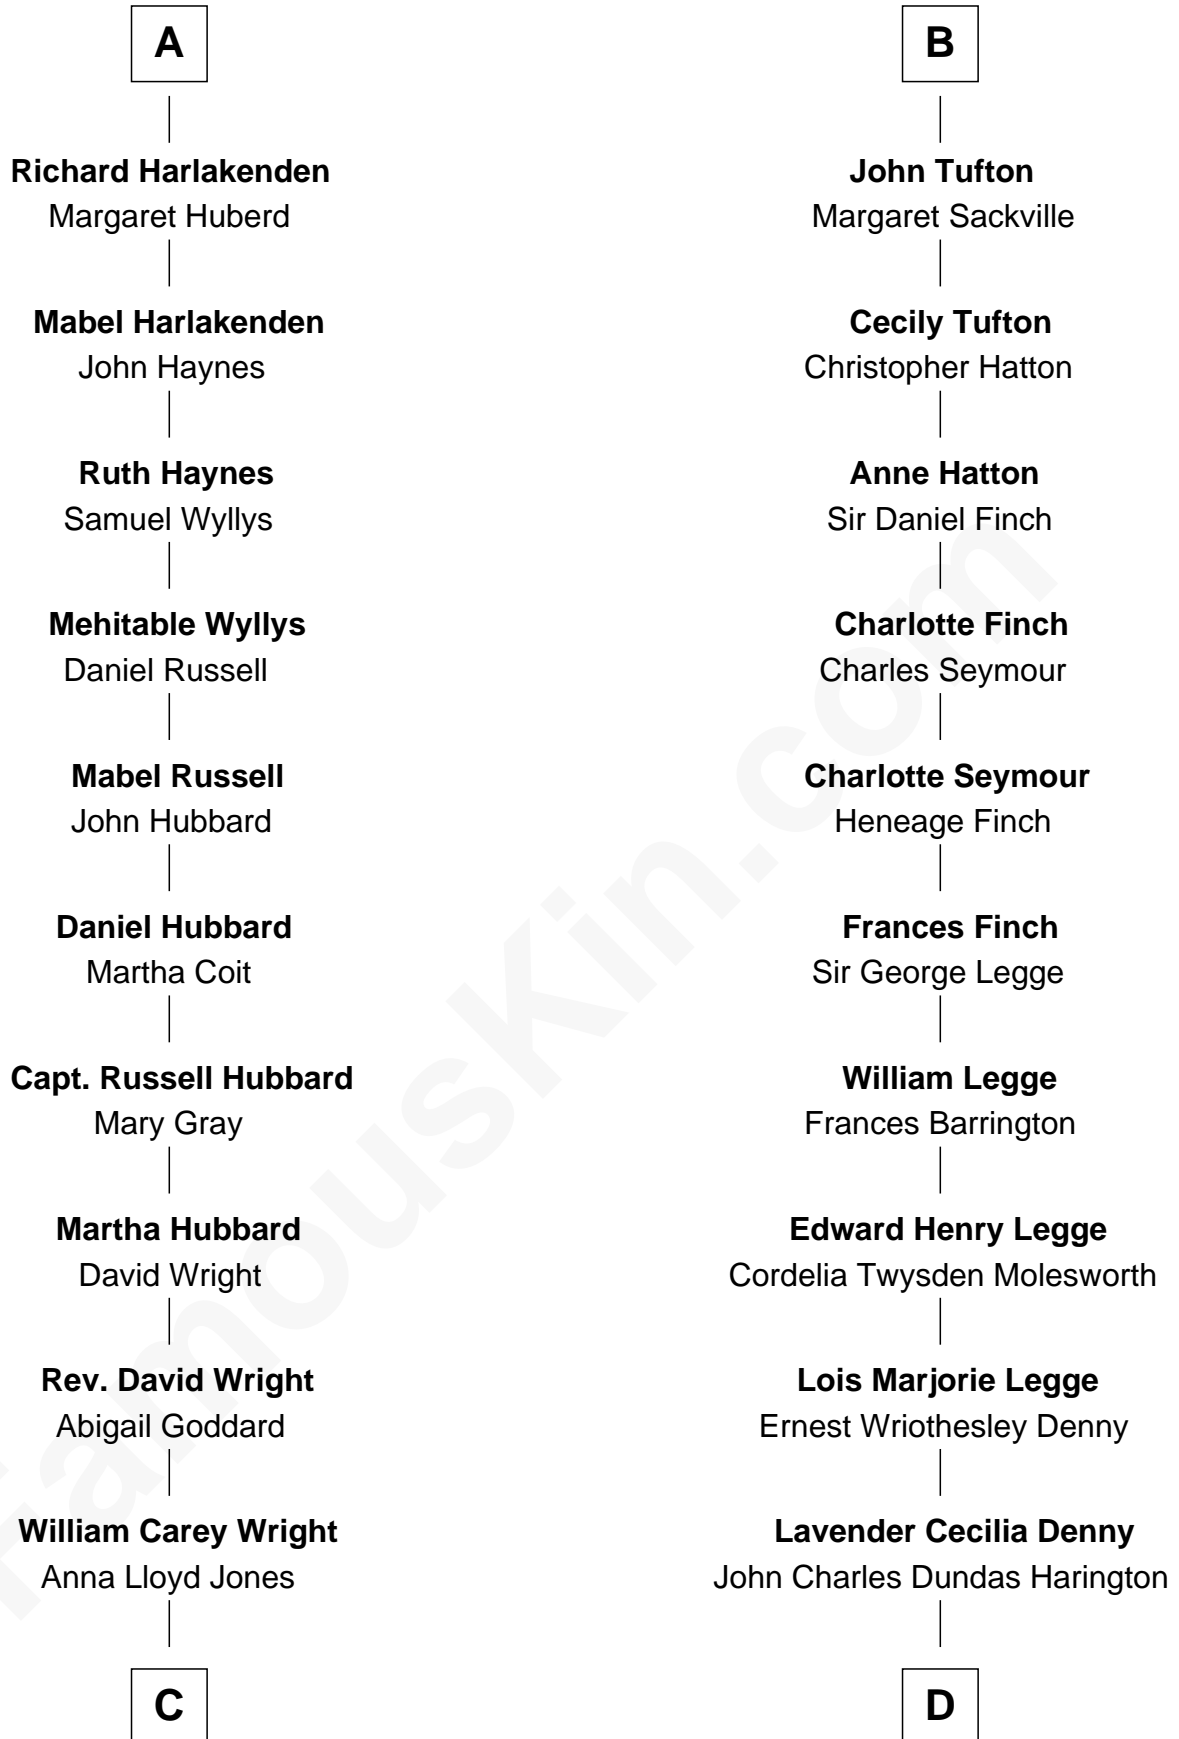 A
Richard Harlakenden
Margaret Huberd
Mabel Harlakenden
John Haynes
Ruth Haynes
Samuel Wyllys
Mehitable Wyllys
Daniel Russell
Mabel Russell
John Hubbard
Daniel Hubbard
Martha Coit
Capt. Russell Hubbard
Mary Gray
Martha Hubbard
David Wright
Rev. David Wright
Abigail Goddard
William Carey Wright
Anna Lloyd Jones
C
B
John Tufton
Margaret Sackville
Cecily Tufton
Christopher Hatton
Anne Hatton
Sir Daniel Finch
Charlotte Finch
Charles Seymour
Charlotte Seymour
Heneage Finch
Frances Finch
Sir George Legge
William Legge
Frances Barrington
Edward Henry Legge
Cordelia Twysden Molesworth
Lois Marjorie Legge
Ernest Wriothesley Denny
Lavender Cecilia Denny
John Charles Dundas Harington
D
FamousKin.com